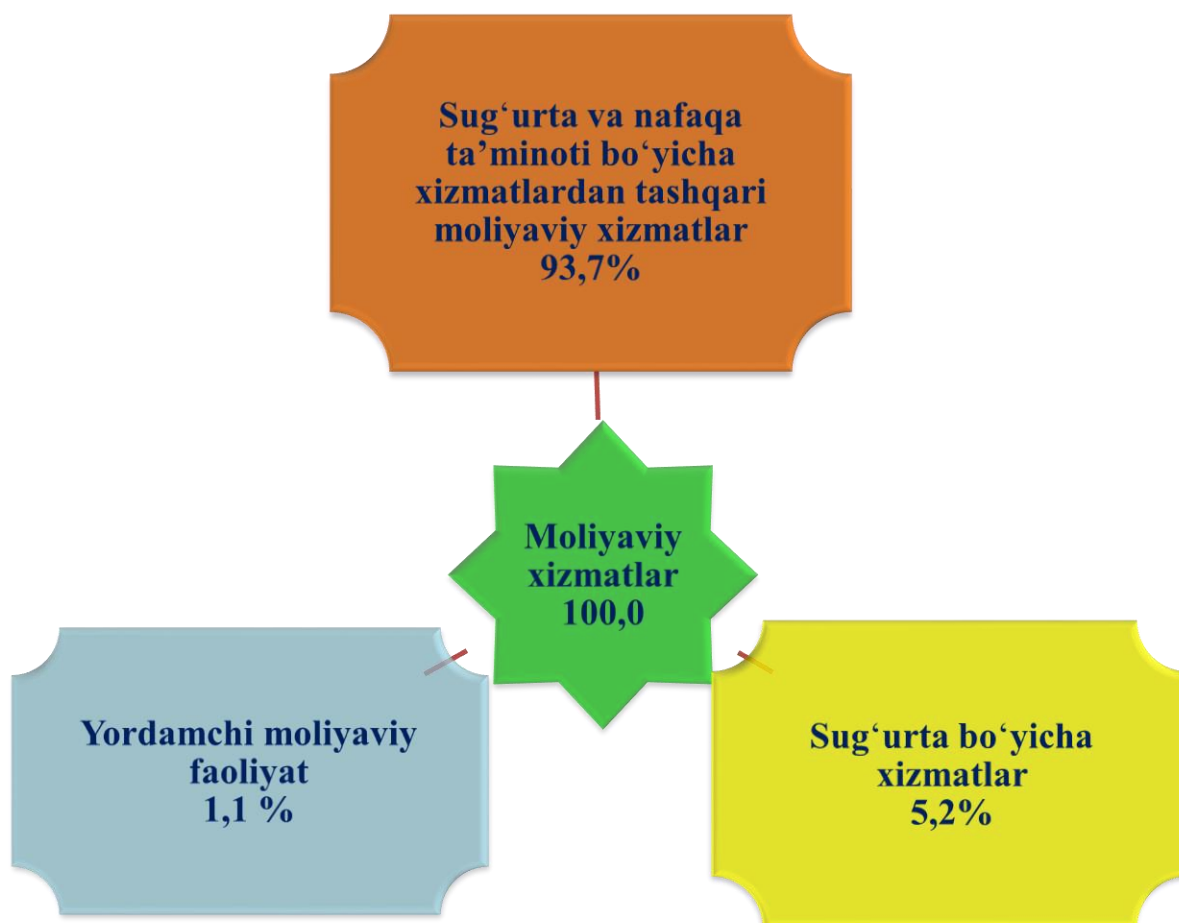 Sug‘urta va nafaqa
ta’minoti bo‘yicha
xizmatlardan tashqari
moliyaviy xizmatlar
93,7%
Moliyaviy
xizmatlar
100,0
Yordamchi moliyaviy
faoliyat
1,1 %
Sug‘urta bo‘yicha
xizmatlar
5,2%